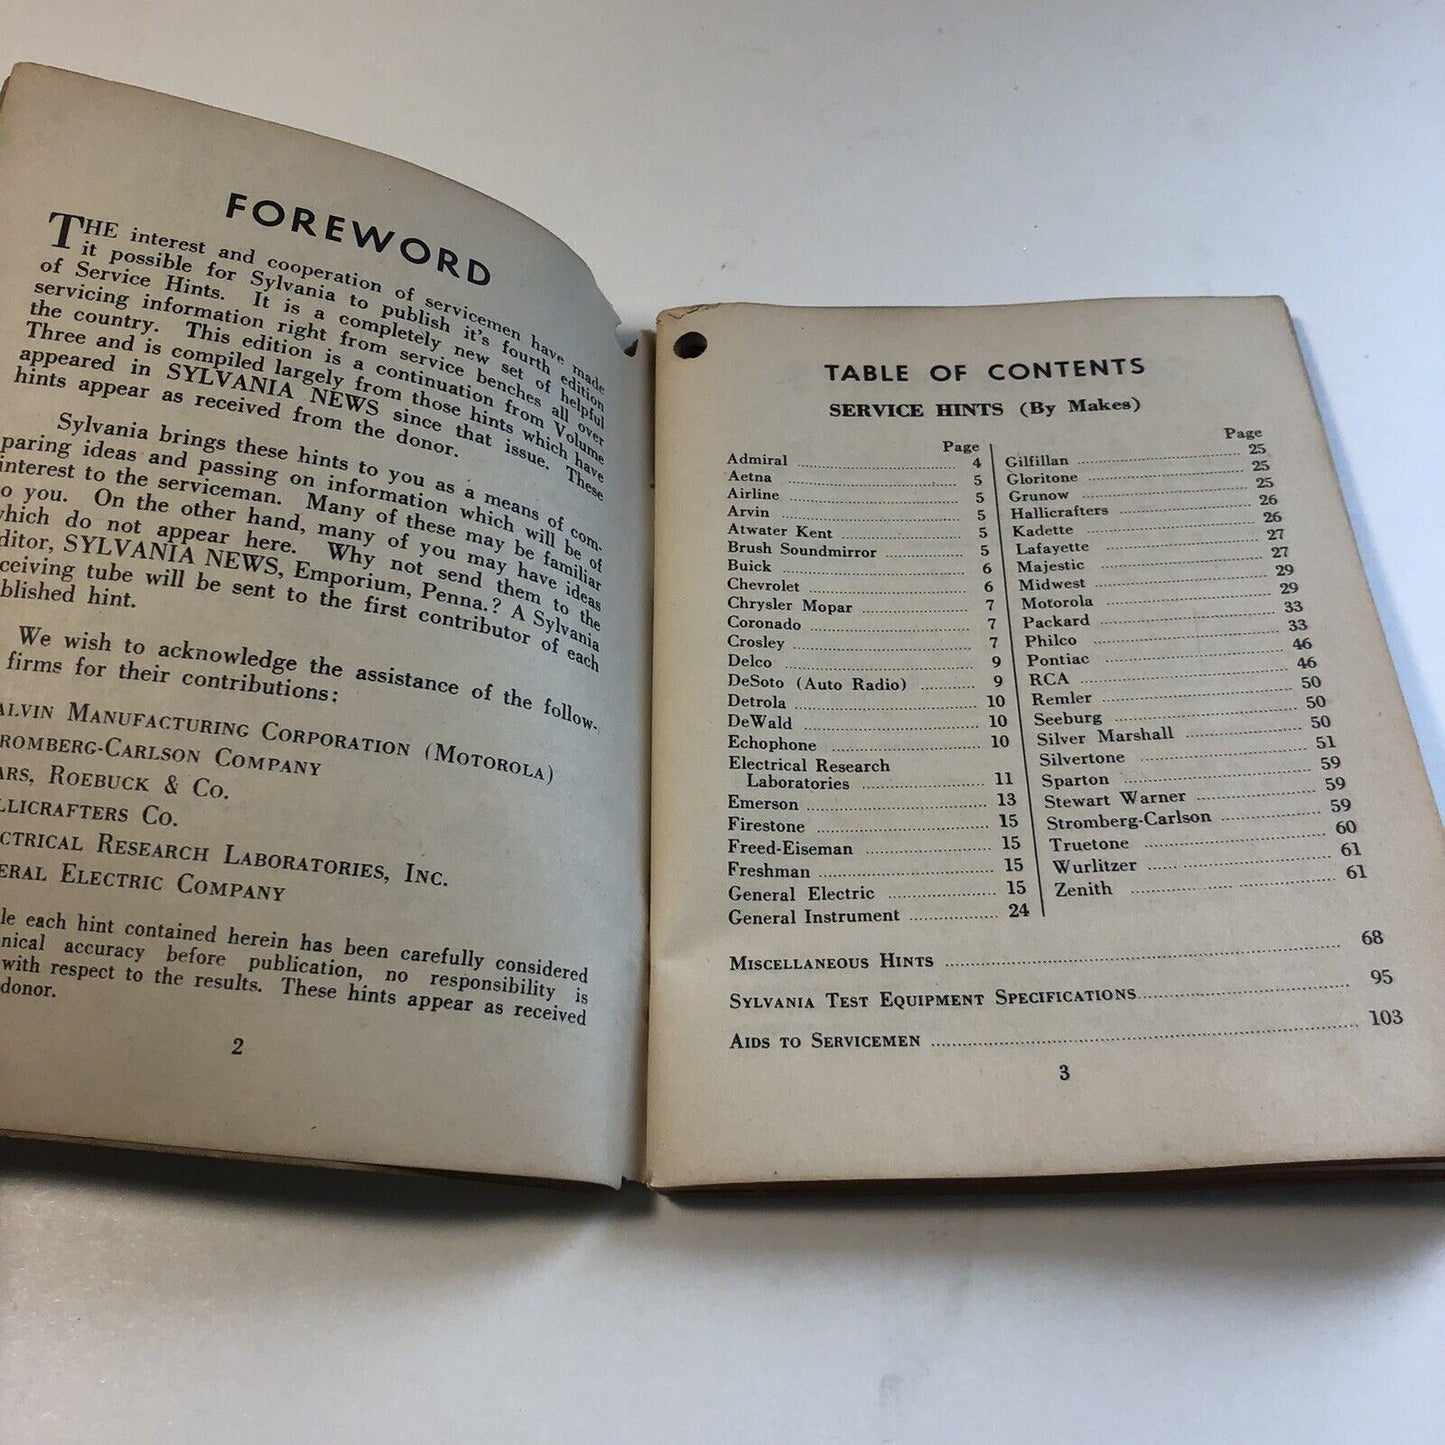 FOREWORD
THE interest and cooperation of servicemen have made
it possible for Sylvania to publish it's fourth edition
of Service Hints. It is a completely new set of helpful
servicing information right from service benches all over
the country. This edition is a continuation from Volume
Three and is compiled largely from those hints which have
appeared in SYLVANIA NEWS since that issue. These
hints appear as received from the donor.
Sylvania brings these hints to you as a means of com-
paring ideas and passing on information which will be of
interest to the serviceman. Many of these may be familiar
o you. On the other hand, many of you may have ideas
which do not appear here. Why not send them to the
ditor, SYLVANIA NEWS, Emporium, Penna.? A Sylvania
ceiving tube will be sent to the first contributor of each
blished hint.
We wish to acknowledge the assistance of the follow-
firms for their contributions:
ALVIN MANUFACTURING CORPORATION (MOTOROLA)
ROMBERG-CARLSON COMPANY
ARS, ROEBUCK & CO.
LLICRAFTERS CO.
ECTRICAL RESEARCH LABORATORIES, INC.
ERAL ELECTRIC COMPANY
le each hint contained herein has been carefully considered
nical accuracy before publication, no responsibility is
with respect to the results. These hints appear as received
donor.
2
TABLE OF CONTENTS
SERVICE HINTS (By Makes)
Page
Admiral 4
Aetna 5
Airline 5
Arvin 5
Atwater Kent 5
Brush Soundmirror 5
Buick 6
Chevrolet 6
Chrysler Mopar 7
Coronado 7
Crosley 7
Delco 9
DeSoto (Auto Radio) 9
Detrola 10
DeWald 10
Echophone 10
Electrical Research
Laboratories 11
Emerson 13
Firestone 15
Freed-Eiseman 15
Freshman 15
General Electric 15
General Instrument 24
Page
Gilfillan 25
Gloritone 25
Grunow 25
Hallicrafters 26
Kadette 26
Lafayette 27
Majestic 27
Midwest 29
Motorola 29
Packard 33
Philco 33
Pontiac 46
RCA 46
Remler 50
Seeburg 50
Silver Marshall 50
Silvertone 51
Sparton 59
Stewart Warner 59
Stromberg-Carlson 59
Truetone 60
Wurlitzer 61
Zenith 61
MISCELLANEOUS HINTS 68
SYLVANIA TEST EQUIPMENT SPECIFICATIONS 95
AIDS TO SERVICEMEN 103
3